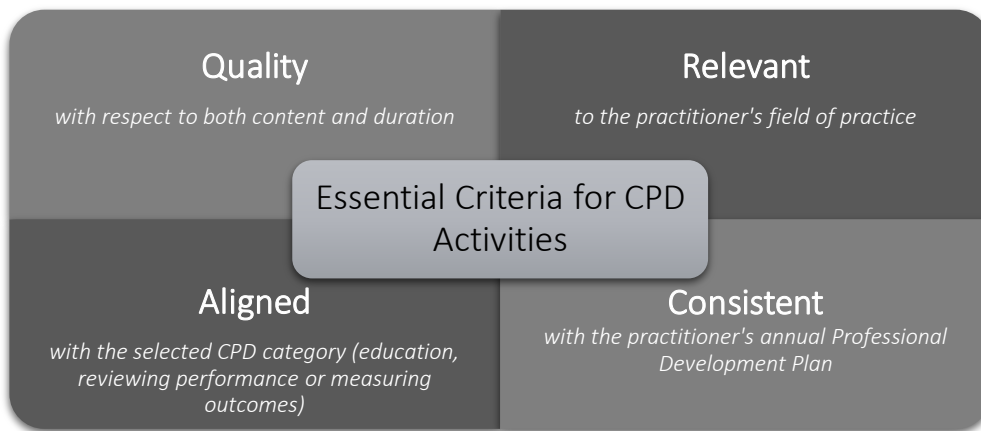 Quality
with respect to both content and duration
Relevant
to the practitioner's field of practice
Essential Criteria for CPD
Activities
Aligned
with the selected CPD category (education,
reviewing performance or measuring
outcomes)
Consistent
with the practitioner's annual Professional
Development Plan